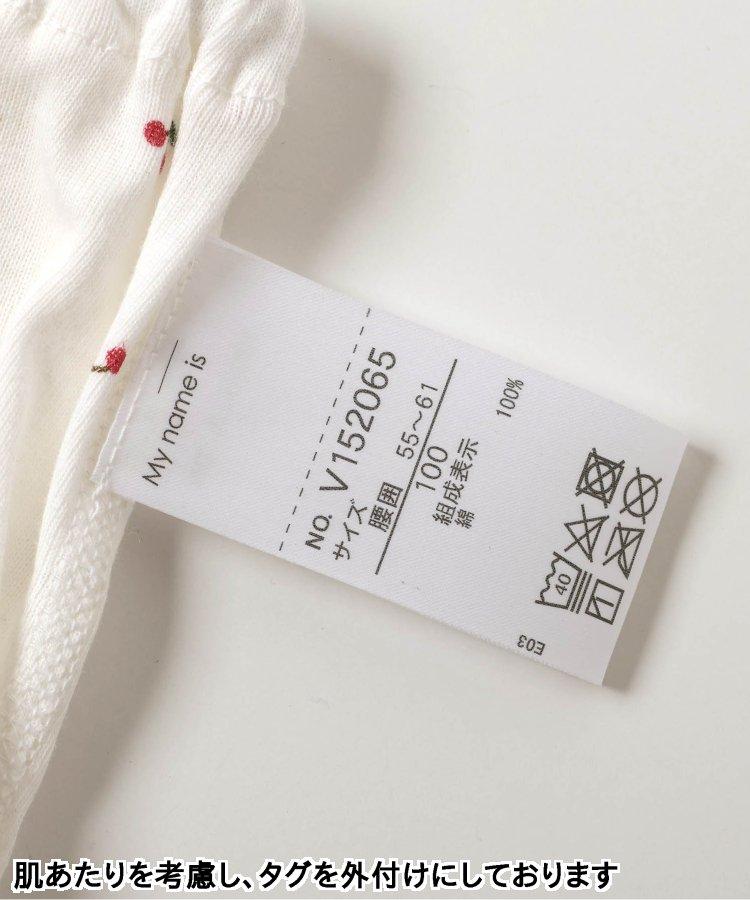 My name is
NO. V152065
サイズ
腰囲 55～61
100
組成表示
綿 100%
40
E03
肌あたりを考慮し、タグを外付けにしております